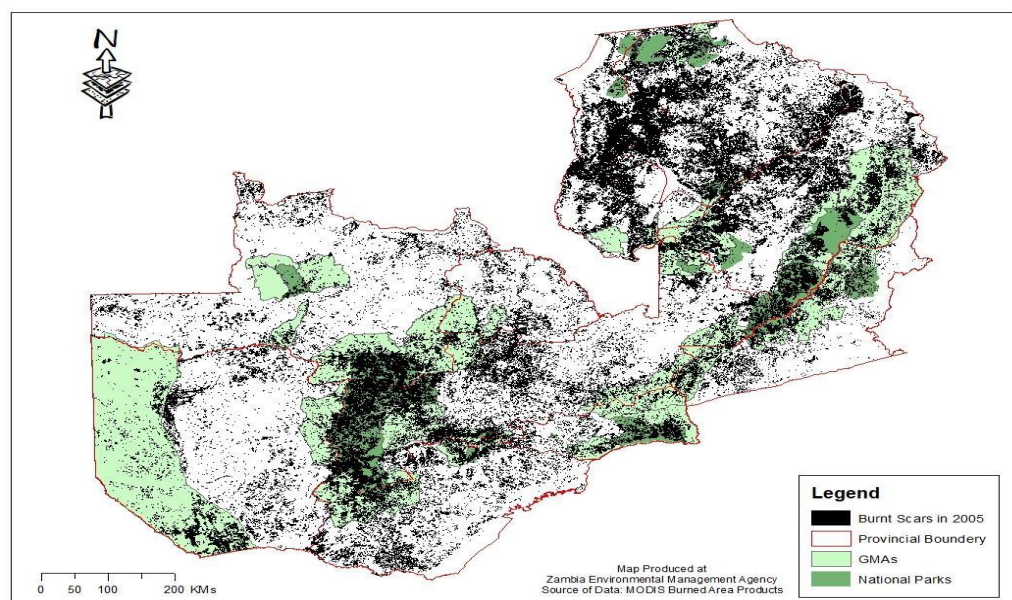 N
Legend
Burnt Scars in 2005
Provincial Boundary
GMAs
National Parks
0 50 100 200 KMs
Map Produced at
Zambia Environmental Management Agency
Source of Data: MODIS Burned Area Products